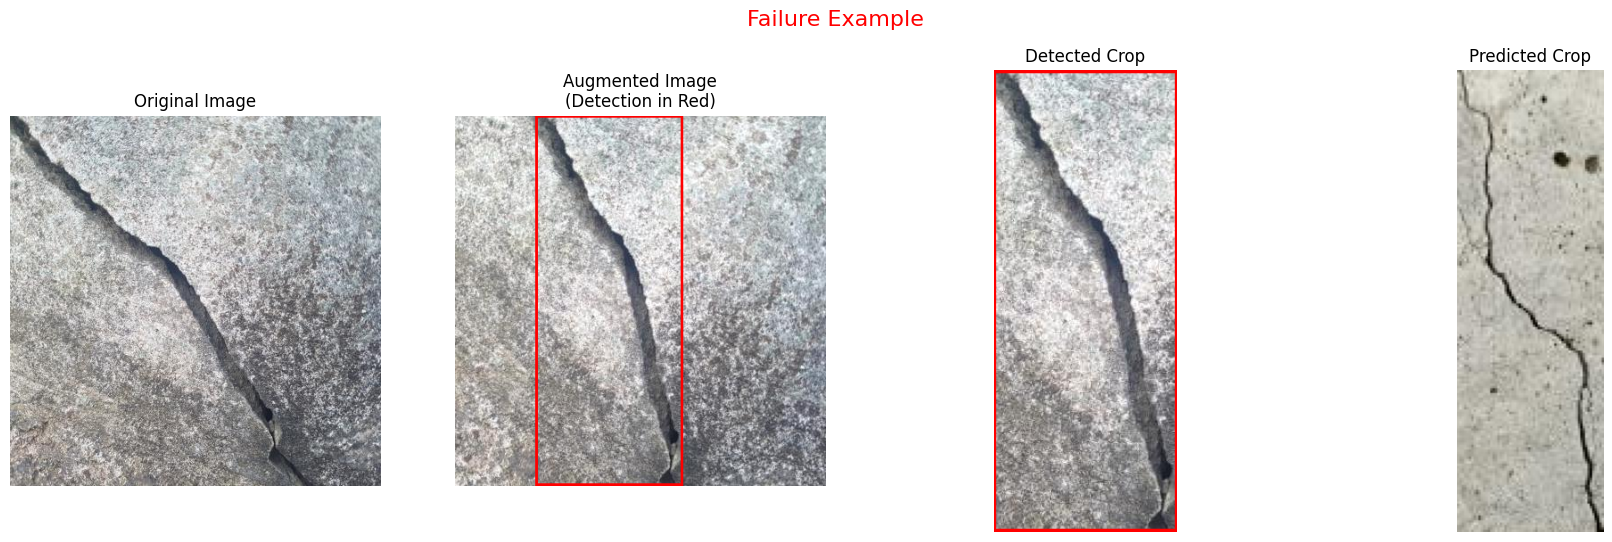 Failure Example
Original Image
Augmented Image
(Detection in Red)
Detected Crop
Predicted Crop